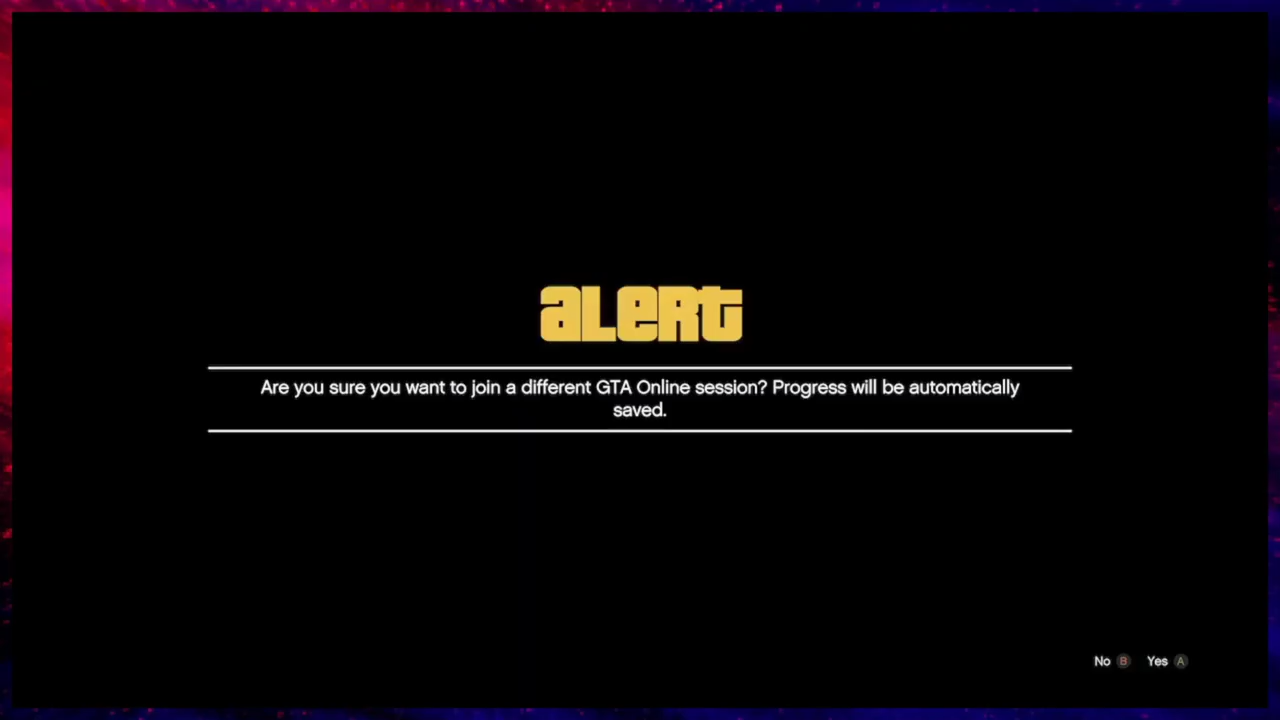 aLeRt
Are you sure you want to join a different GTA Online session? Progress will be automatically
saved.
No B Yes A